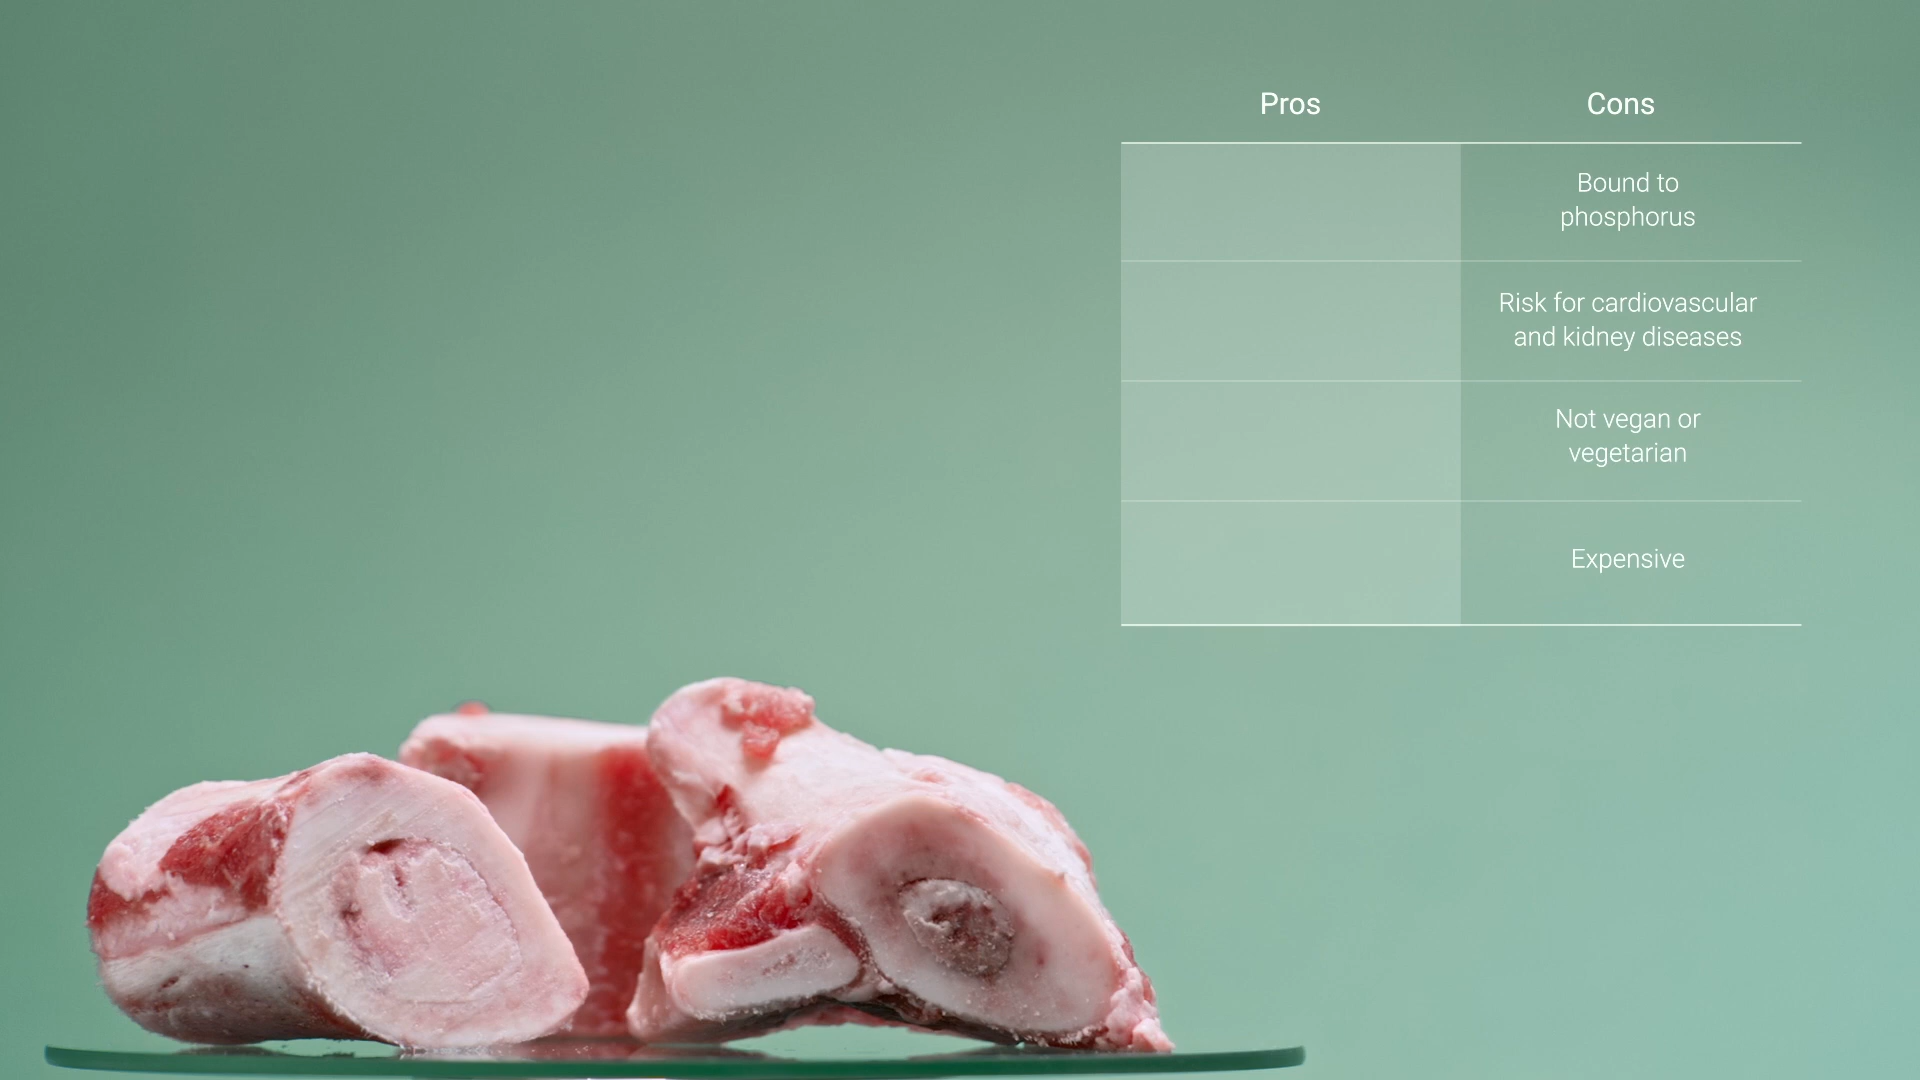 Pros
Cons
Bound to
phosphorus
Risk for cardiovascular
and kidney diseases
Not vegan or
vegetarian
Expensive